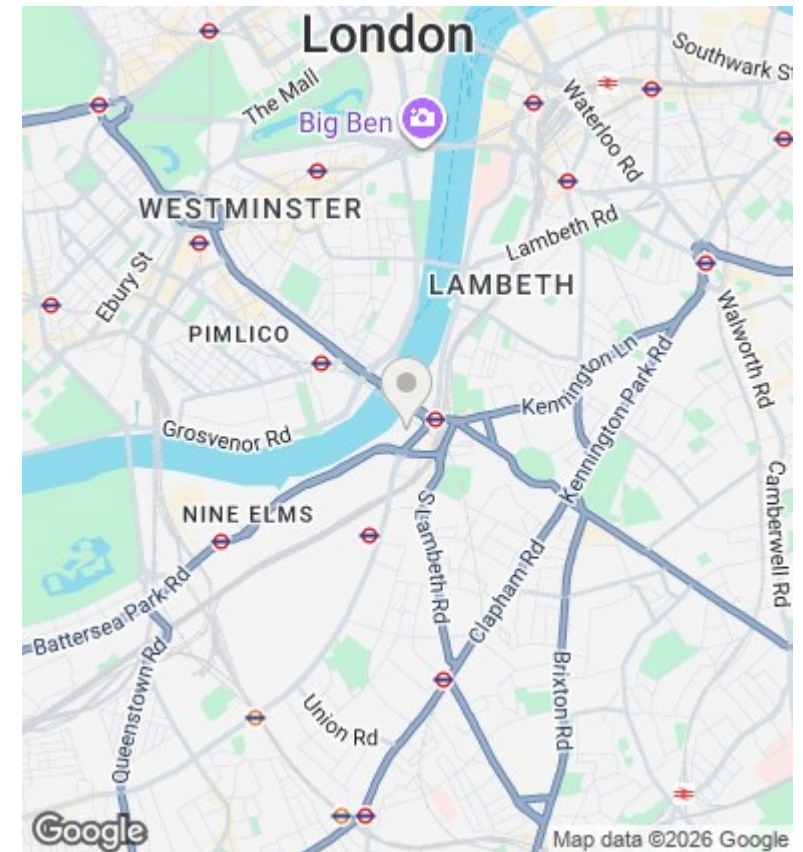 London
Southwark St
The Mall
Big Ben
Waterloo Rd
WESTMINSTER
Lambeth Rd
LAMBETH
Ebury St
PIMLICO
Walworth Rd
Kennington Ln
Kennington Park Rd
Grosvenor Rd
NINE ELMS
Camberwell Rd
S Lambeth Rd
Clapham Rd
Battersea Park Rd
Queenstown Rd
Brixton Rd
Union Rd
Google
Map data ©2026 Google